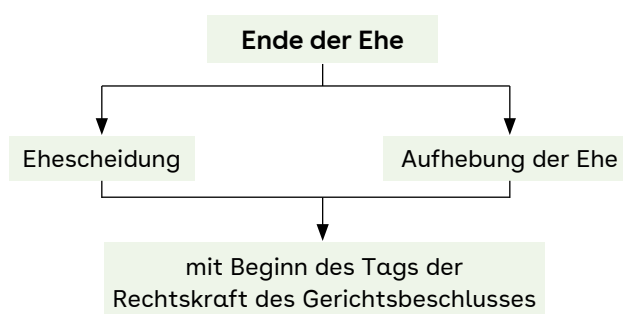 Ende der Ehe
Ehescheidung
Aufhebung der Ehe
mit Beginn des Tags der
Rechtskraft des Gerichtsbeschlusses